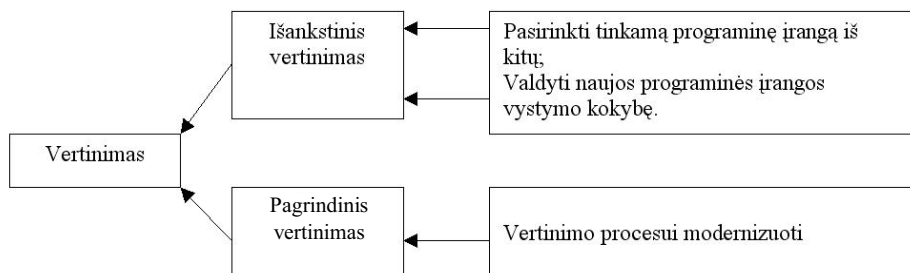 Išankstinis
vertinimas
Pasirinkti tinkamą programinę įrangą iš
kitų;
Valdyti naujos programinės įrangos
vystymo kokybę.
Vertinimas
Pagrindinis
vertinimas
Vertinimo procesui modernizuoti